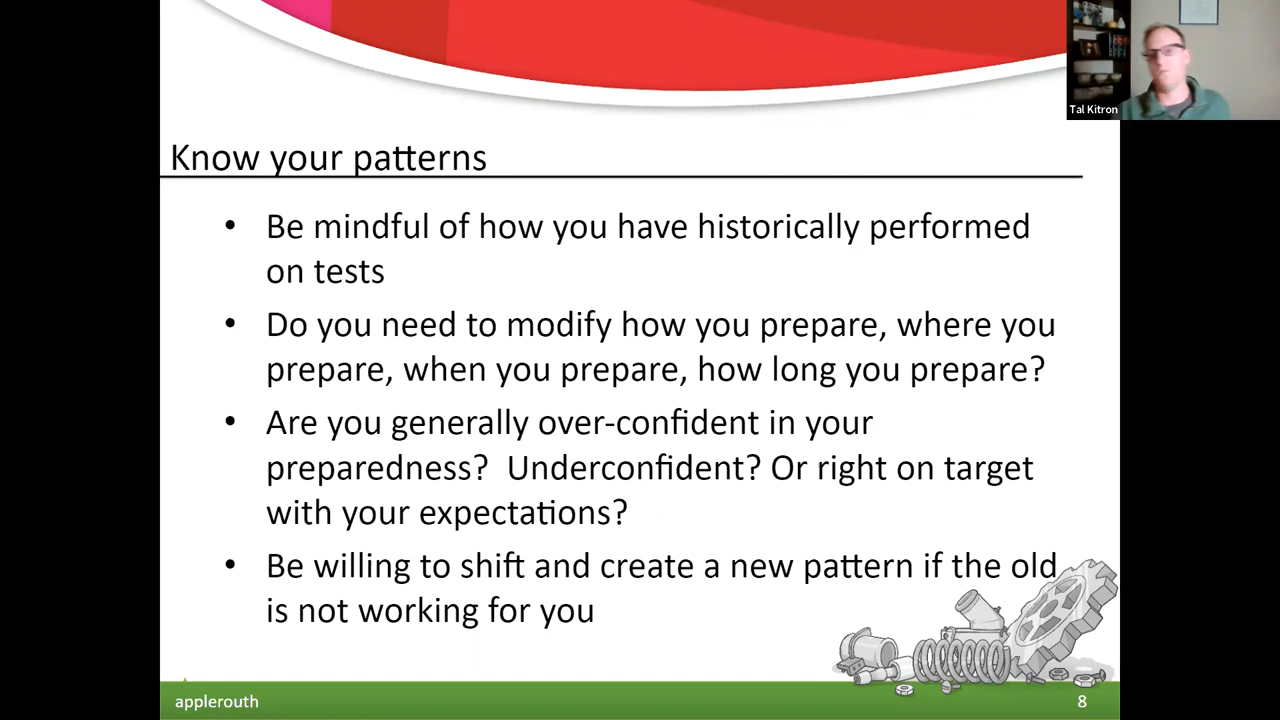 Tal Kitron
Know your patterns
• Be mindful of how you have historically performed
on tests
• Do you need to modify how you prepare, where you
prepare, when you prepare, how long you prepare?
• Are you generally over-confident in your
preparedness?  Underconfident? Or right on target
with your expectations?
• Be willing to shift and create a new pattern if the old
is not working for you
applerouth
8